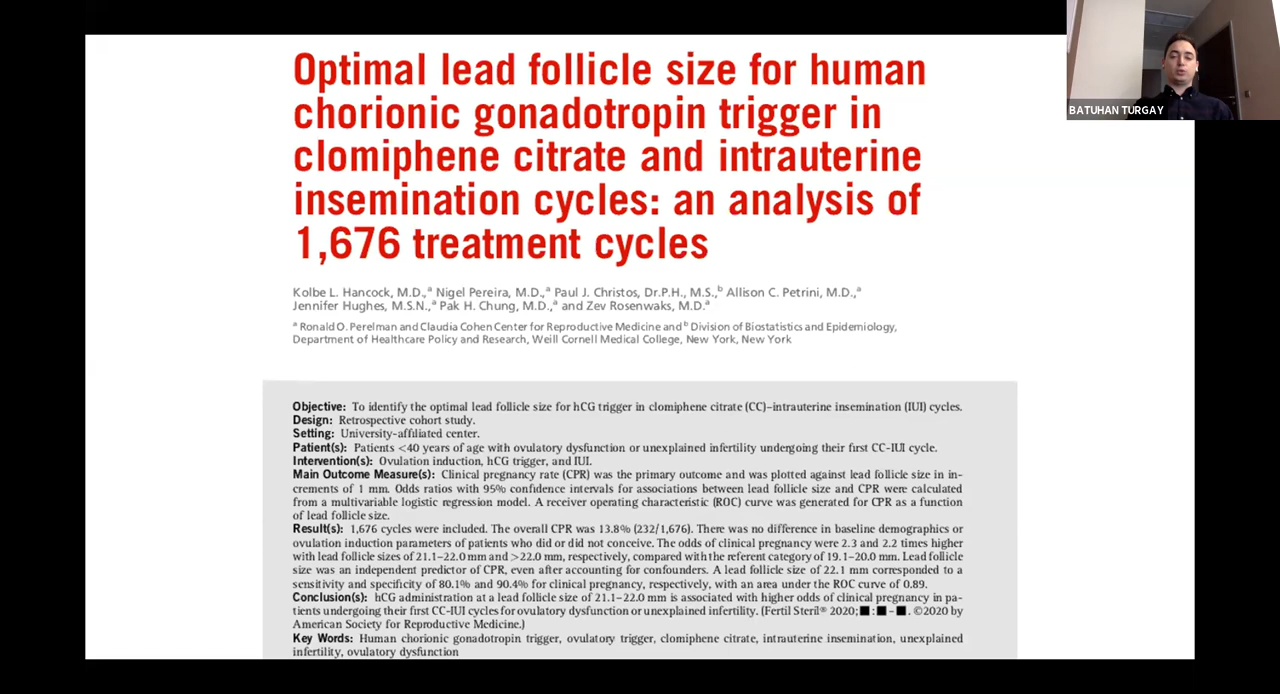 Optimal lead follicle size for human
chorionic gonadotropin trigger in
clomiphene citrate and intrauterine
insemination cycles: an analysis of
1,676 treatment cycles
Kolbe L. Hancock, M.D.,a Nigel Pereira, M.D.,a Paul J. Christos, Dr.P.H., M.S.,b Allison C. Petrini, M.D.,a
Jennifer Hughes, M.S.N.,a Pak H. Chung, M.D.,a and Zev Rosenwaks, M.D.a
a Ronald O. Perelman and Claudia Cohen Center for Reproductive Medicine and b Division of Biostatistics and Epidemiology,
Department of Healthcare Policy and Research, Weill Cornell Medical College, New York, New York
Objective: To identify the optimal lead follicle size for hCG trigger in clomiphene citrate (CC)–intrauterine insemination (IUI) cycles.
Design: Retrospective cohort study.
Setting: University-affiliated center.
Patient(s): Patients <40 years of age with ovulatory dysfunction or unexplained infertility undergoing their first CC-IUI cycle.
Intervention(s): Ovulation induction, hCG trigger, and IUI.
Main Outcome Measure(s): Clinical pregnancy rate (CPR) was the primary outcome and was plotted against lead follicle size in in-
crements of 1 mm. Odds ratios with 95% confidence intervals for associations between lead follicle size and CPR were calculated
from a multivariable logistic regression model. A receiver operating characteristic (ROC) curve was generated for CPR as a function
of lead follicle size.
Result(s): 1,676 cycles were included. The overall CPR was 13.8% (232/1,676). There was no difference in baseline demographics or
ovulation induction parameters of patients who did or did not conceive. The odds of clinical pregnancy were 2.3 and 2.2 times higher
with lead follicle sizes of 21.1–22.0 mm and >22.0 mm, respectively, compared with the referent category of 19.1–20.0 mm. Lead follicle
size was an independent predictor of CPR, even after accounting for confounders. A lead follicle size of 22.1 mm corresponded to a
sensitivity and specificity of 80.1% and 90.4% for clinical pregnancy, respectively, with an area under the ROC curve of 0.89.
Conclusion(s): hCG administration at a lead follicle size of 21.1–22.0 mm is associated with higher odds of clinical pregnancy in pa-
tients undergoing their first CC-IUI cycles for ovulatory dysfunction or unexplained infertility. (Fertil Steril® 2020;■:■–■. ©2020 by
American Society for Reproductive Medicine.)
Key Words: Human chorionic gonadotropin trigger, ovulatory trigger, clomiphene citrate, intrauterine insemination, unexplained
infertility, ovulatory dysfunction
BATUHAN TURGAY